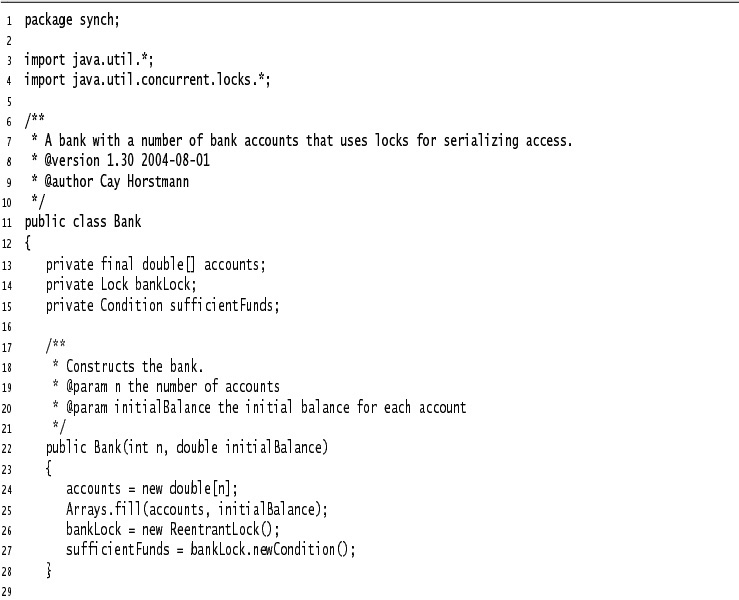 1 package synch;
2
3 import java.util.*;
4 import java.util.concurrent.locks.*;
5
6 /**
7  * A bank with a number of bank accounts that uses locks for serializing access.
8  * @version 1.30 2004-08-01
9  * @author Cay Horstmann
10  */
11 public class Bank
12 {
13    private final double[] accounts;
14    private Lock bankLock;
15    private Condition sufficientFunds;
16
17    /**
18     * Constructs the bank.
19     * @param n the number of accounts
20     * @param initialBalance the initial balance for each account
21     */
22    public Bank(int n, double initialBalance)
23    {
24       accounts = new double[n];
25       Arrays.fill(accounts, initialBalance);
26       bankLock = new ReentrantLock();
27       sufficientFunds = bankLock.newCondition();
28    }
29